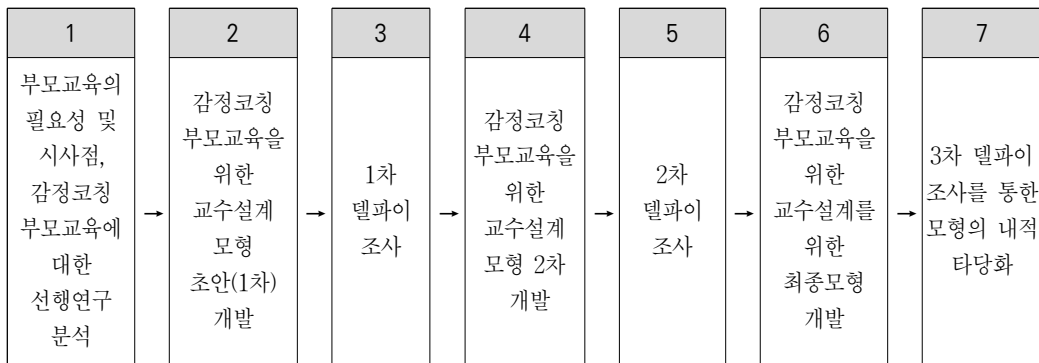 1
부모교육의
필요성 및
시사점,
감정코칭
부모교육에
대한
선행연구
분석
→
2
감정코칭
부모교육을
위한
교수설계
모형
초안(1차)
개발
→
3
1차
델파이
조사
→
4
감정코칭
부모교육을
위한
교수설계
모형 2차
개발
→
5
2차
델파이
조사
→
6
감정코칭
부모교육을
위한
교수설계를
위한
최종모형
개발
→
7
3차 델파이
조사를 통한
모형의 내적
타당화